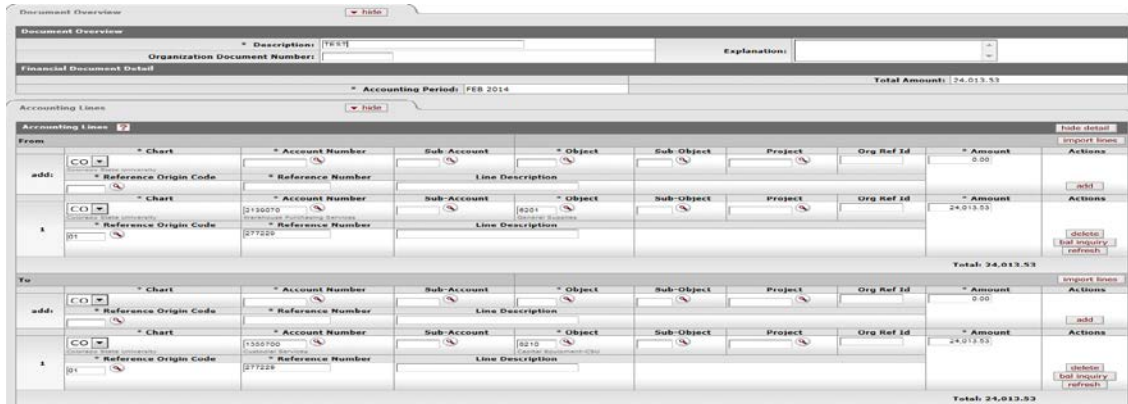 Document Overview hide
Document Overview
* Description: TEST Explanation:
Organization Document Number:
Financial Document Detail
Total Amount: 24,013.53
* Accounting Period: FEB 2014
Accounting Lines hide
Accounting Lines ? hide detail
From import lines
* Chart * Account Number Sub-Account * Object Sub-Object Project Org Ref Id * Amount Actions
add: CO 0.00
Colorado State University
* Reference Origin Code * Reference Number Line Description
add
* Chart * Account Number Sub-Account * Object Sub-Object Project Org Ref Id * Amount Actions
1 CO 2139070 6201 24,013.53
Colorado State University Warehouse Purchasing Services General Supplies
* Reference Origin Code * Reference Number Line Description
01 277229 delete
bal inquiry
refresh
Total: 24,013.53
To import lines
* Chart * Account Number Sub-Account * Object Sub-Object Project Org Ref Id * Amount Actions
add: CO 0.00
* Reference Origin Code * Reference Number Line Description
add
* Chart * Account Number Sub-Account * Object Sub-Object Project Org Ref Id * Amount Actions
1 CO 1355700 8210 24,013.53
Colorado State University Custodial Services Capital Equipment-CSU
* Reference Origin Code * Reference Number Line Description
01 277229 delete
bal inquiry
refresh
Total: 24,013.53